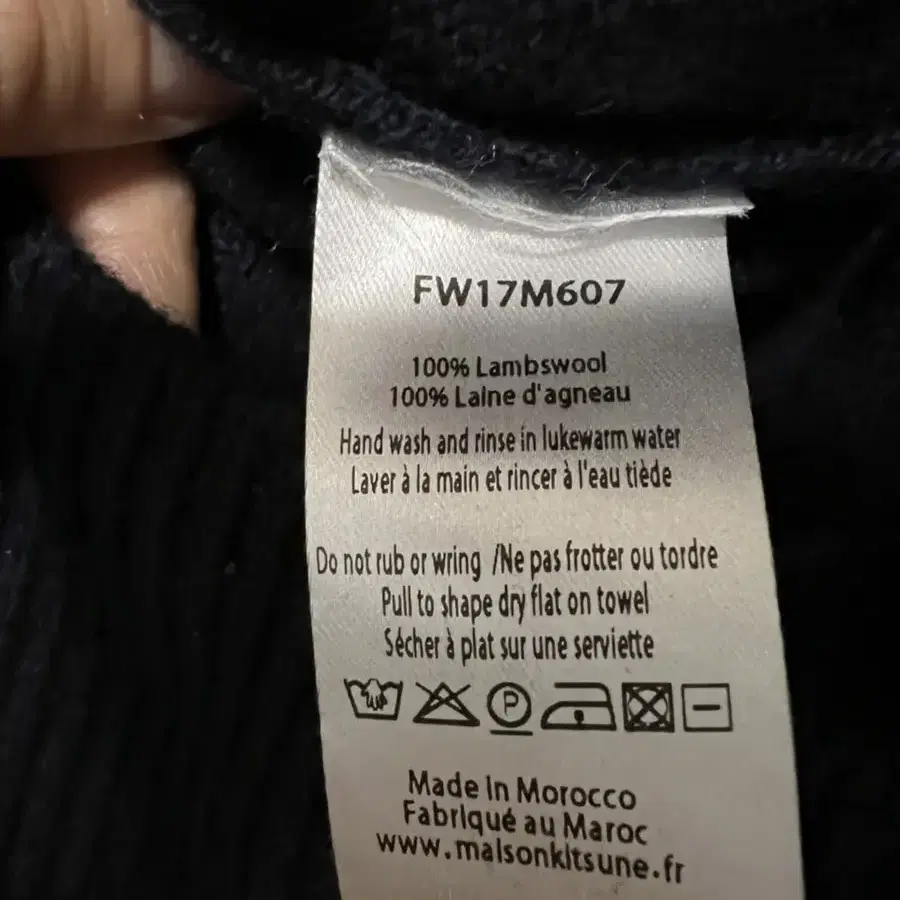 FW17M607
100% Lambswool
100% Laine d'agneau
Hand wash and rinse in lukewarm water
Laver à la main et rincer à l'eau tiède
Do not rub or wring /Ne pas frotter ou tordre
Pull to shape dry flat on towel
Sécher à plat sur une serviette
P
Made in Morocco
Fabriqué au Maroc
www.maisonkitsune.fr